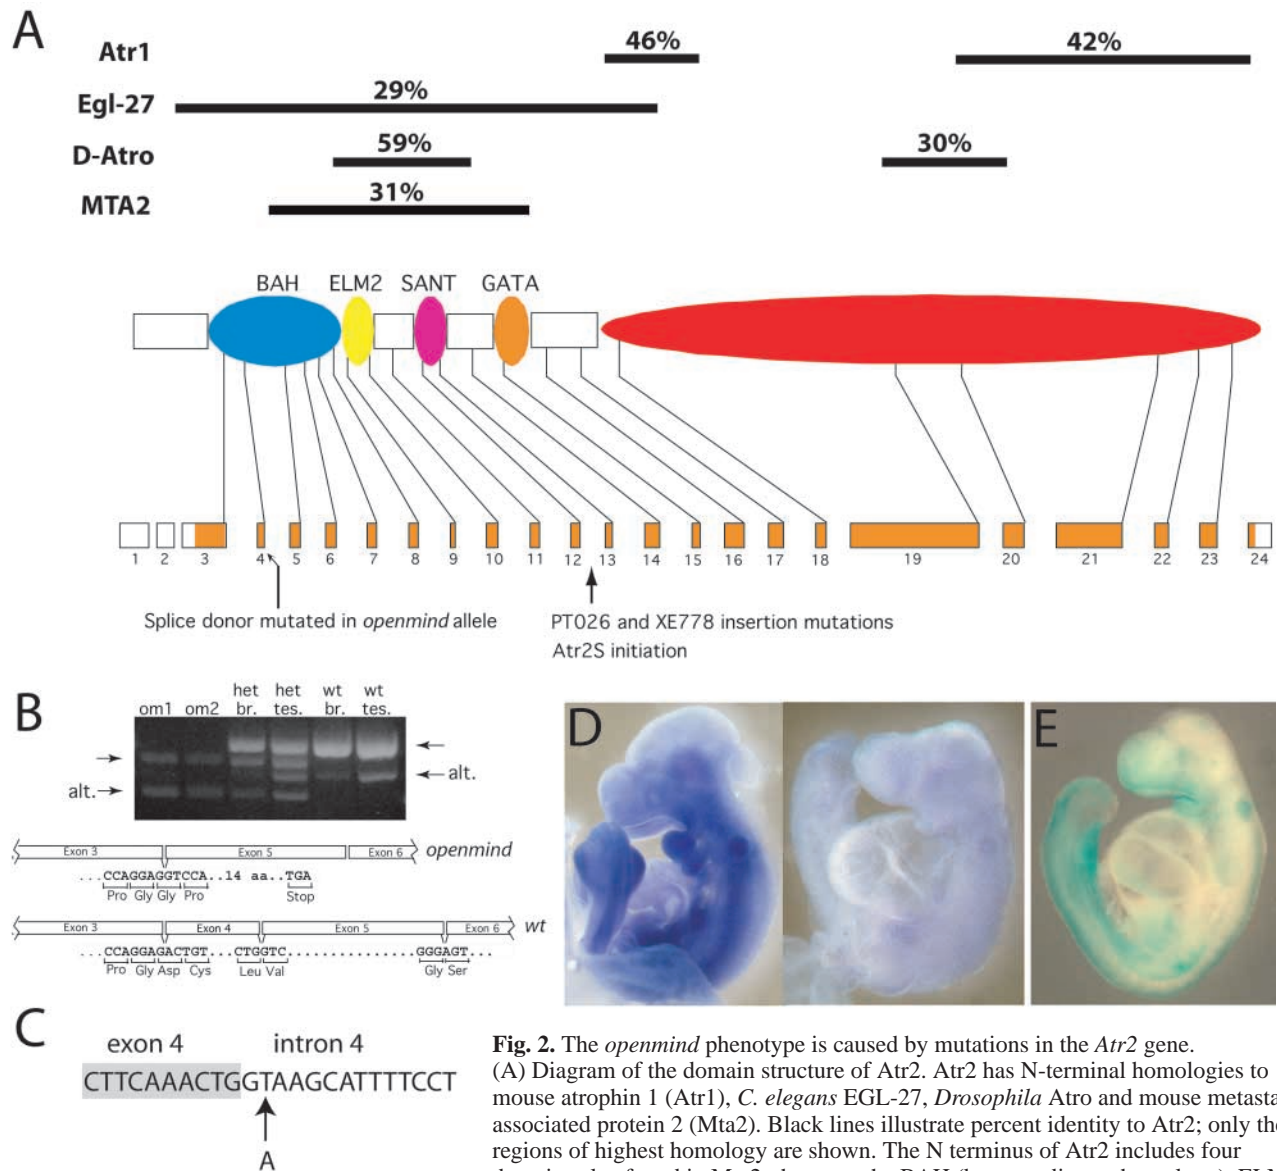 A
Atr1
46%
42%
Egl-27
29%
D-Atro
59%
30%
MTA2
31%
BAH ELM2 SANT GATA
1 2 3 4 5 6 7 8 9 10 11 12 13 14 15 16 17 18 19 20 21 22 23 24
Splice donor mutated in openmind allele
PT026 and XE778 insertion mutations
Atr2S initiation
B
om1 om2 het br. het tes. wt br. wt tes.
alt.
alt.
Exon 3 Exon 5 Exon 6 openmind
...CCAGGAGGTCCA..14 aa..TGA
Pro Gly Gly Pro Stop
Exon 3 Exon 4 Exon 5 Exon 6 wt
...CCAGGAGACTGT...CTGGTC...............GGGAGT...
Pro Gly Asp Cys Leu Val Gly Ser
C
exon 4 intron 4
CTTCAAACTGGTAAGCATTTTCCT
A
D
E
Fig. 2. The openmind phenotype is caused by mutations in the Atr2 gene.
(A) Diagram of the domain structure of Atr2. Atr2 has N-terminal homologies to
mouse atrophin 1 (Atr1), C. elegans EGL-27, Drosophila Atro and mouse metasta
associated protein 2 (Mta2). Black lines illustrate percent identity to Atr2; only the
regions of highest homology are shown. The N terminus of Atr2 includes four